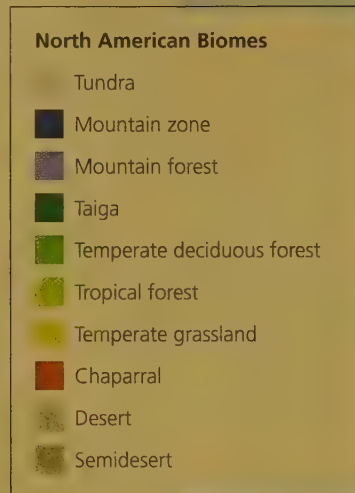 North American Biomes
Tundra
Mountain zone
Mountain forest
Taiga
Temperate deciduous forest
Tropical forest
Temperate grassland
Chaparral
Desert
Semidesert